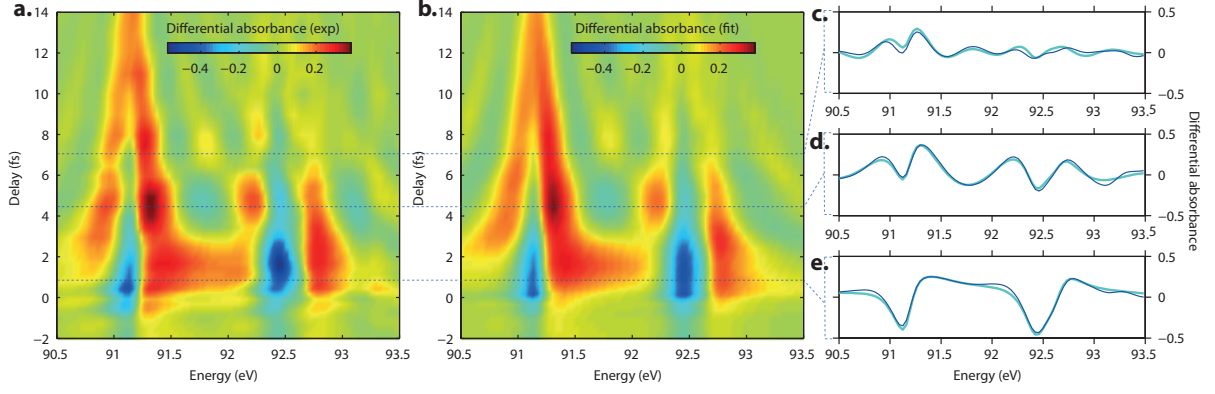 a.
Differential absorbance (exp)
−0.4 −0.2 0 0.2
14
12
10
8
6
4
2
0
−2
Delay (fs)
90.5 91 91.5 92 92.5 93 93.5
Energy (eV)
b.
Differential absorbance (fit)
−0.4 −0.2 0 0.2
14
12
10
8
6
4
2
0
−2
Delay (fs)
90.5 91 91.5 92 92.5 93 93.5
Energy (eV)
c.
0.5
0
−0.5
90.5 91 91.5 92 92.5 93 93.5
d.
0.5
0
−0.5
90.5 91 91.5 92 92.5 93 93.5
e.
0.5
0
−0.5
90.5 91 91.5 92 92.5 93 93.5
Energy (eV)
Differential absorbance